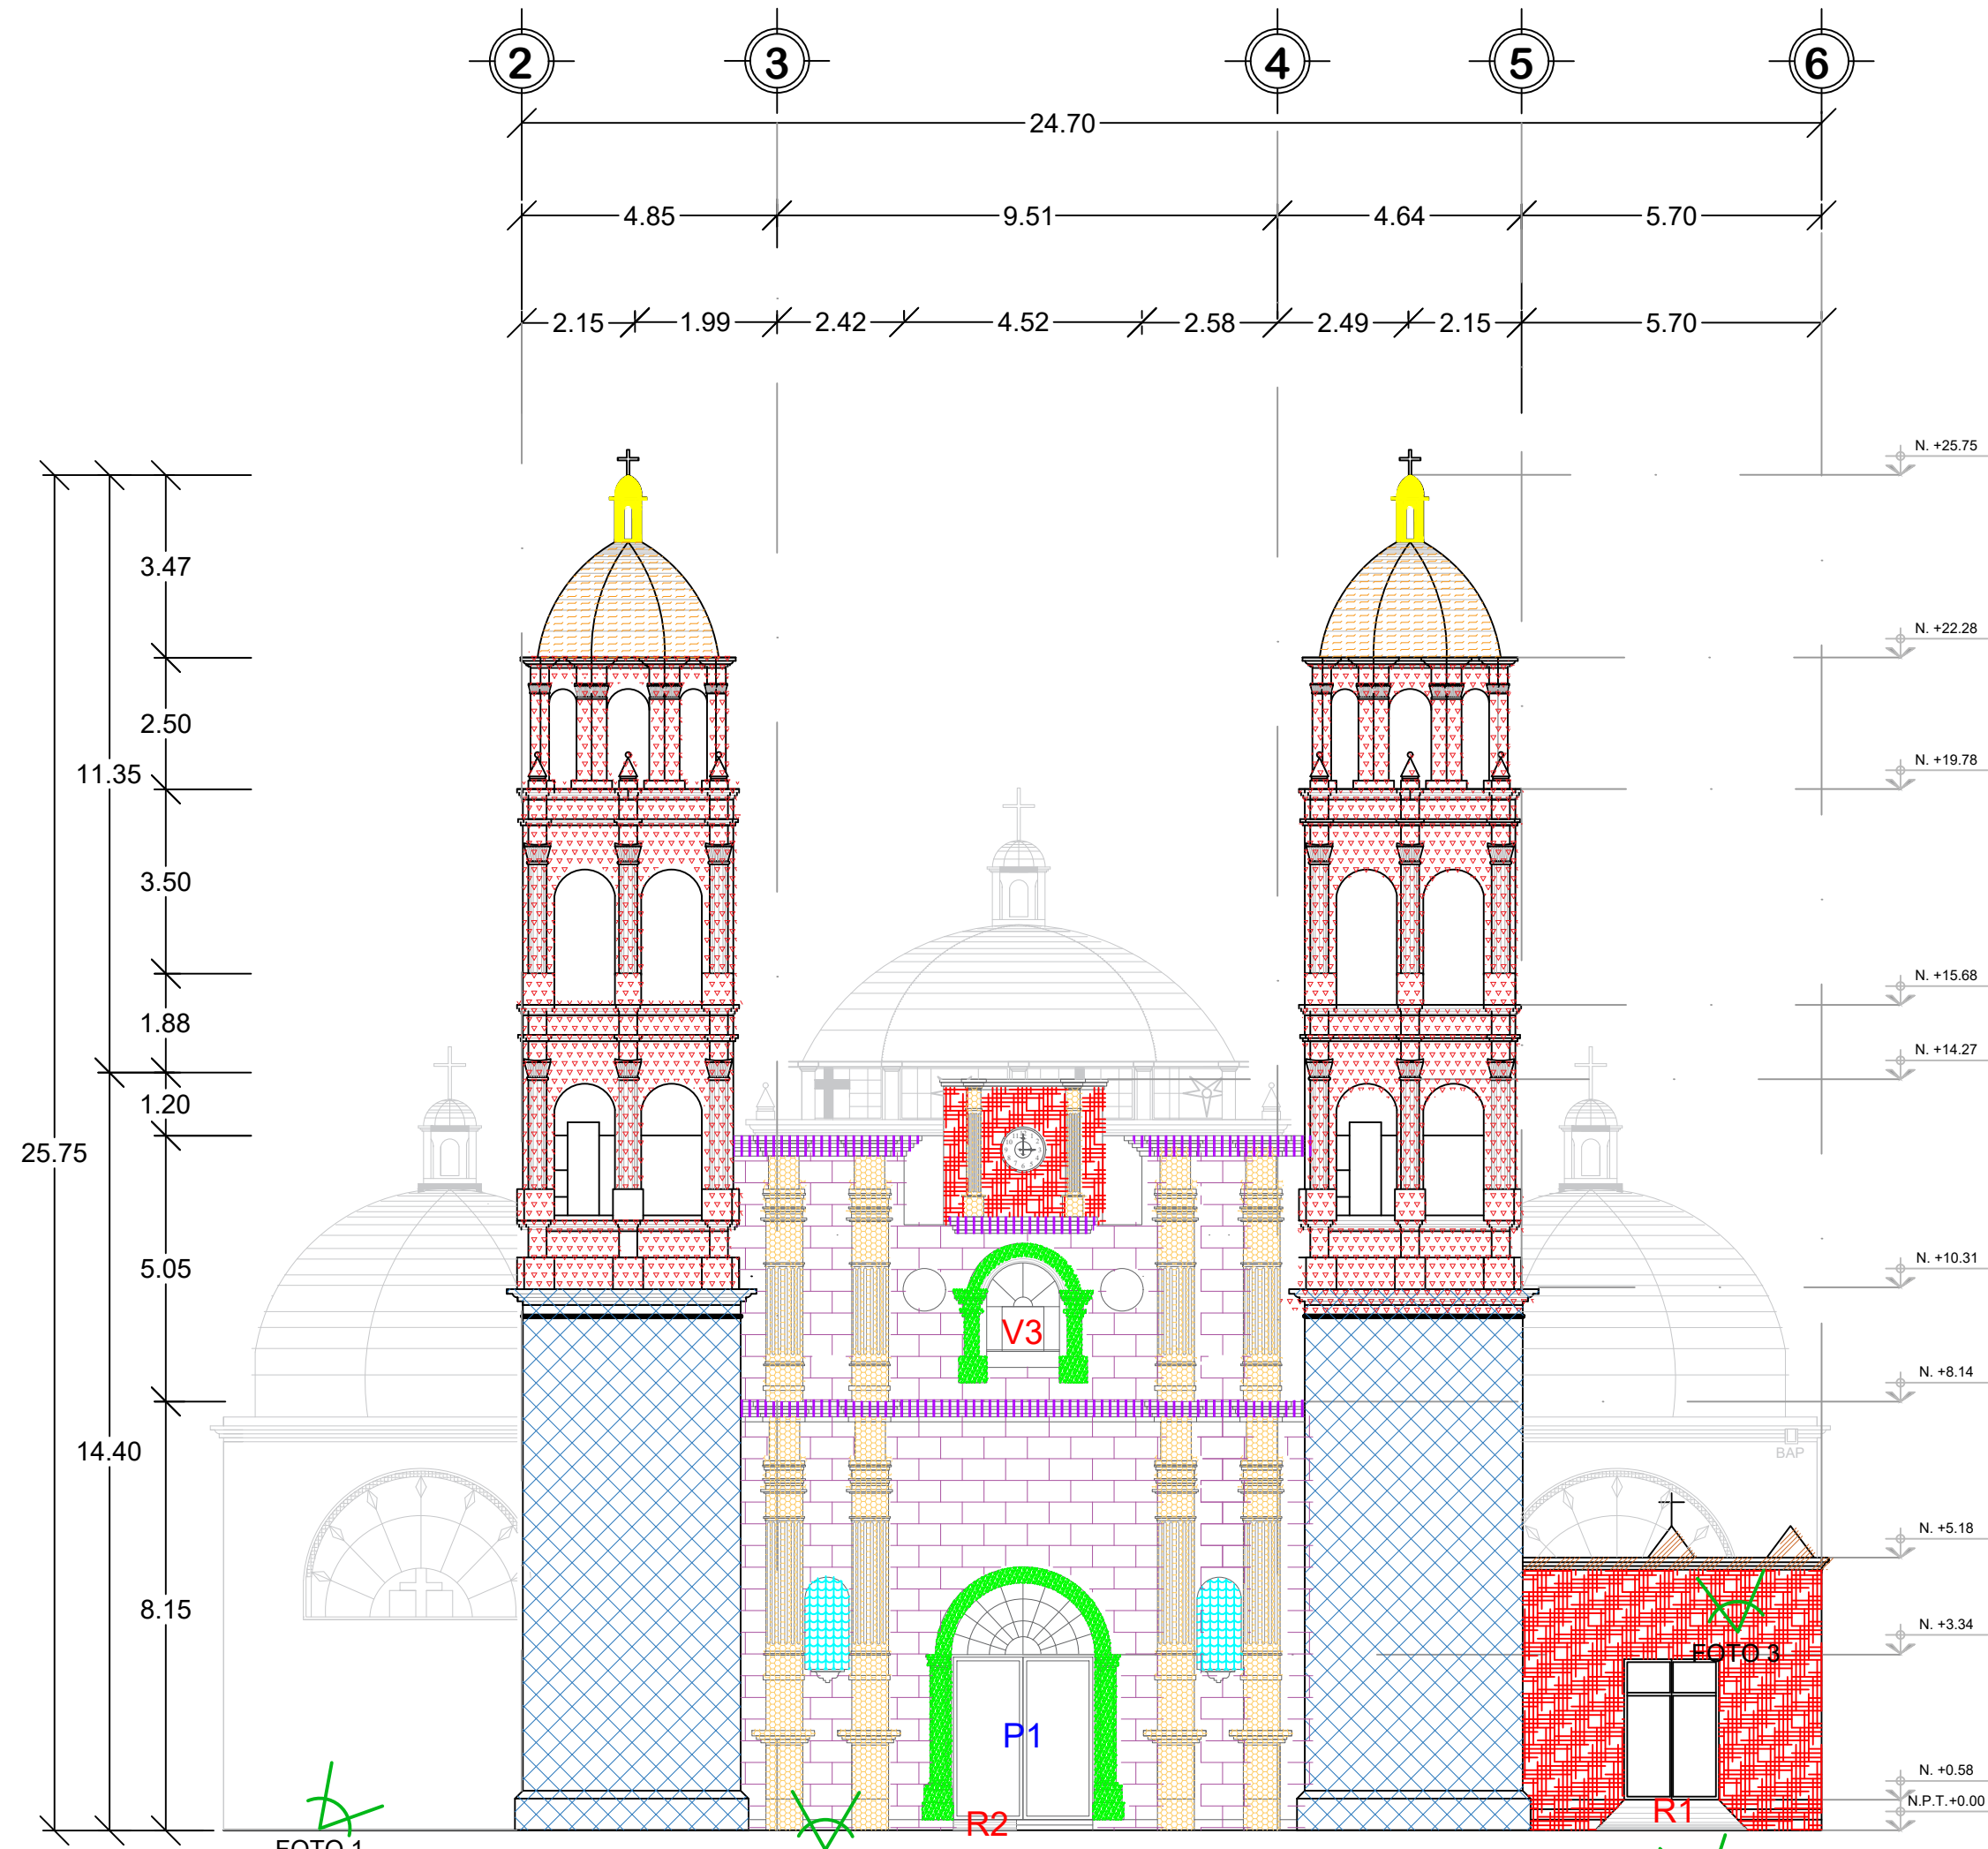 2 3 4 5 6
24.70
4.85 9.51 4.64 5.70
2.15 1.99 2.42 4.52 2.58 2.49 2.15 5.70
N. +25.75
3.47
N. +22.28
2.50
11.35
N. +19.78
3.50
N. +15.68
1.88
N. +14.27
1.20
25.75
5.05
N. +10.31
V3
N. +8.14
14.40
BAP
N. +5.18
8.15
N. +3.34
FOTO 3
P1
N. +0.58
N.P.T.+0.00
R1
R2
FOTO 1